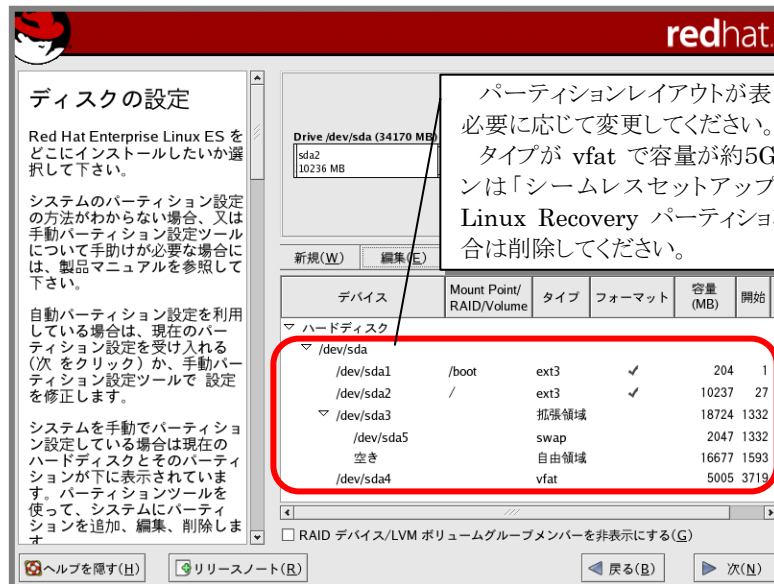 redhat.
ディスクの設定
Red Hat Enterprise Linux ES を
どこにインストールしたいか選
択して下さい。
システムのパーティション設定
の方法がわからない場合、又は
手動パーティション設定ツール
について手助けが必要な場合に
は、製品マニュアルを参照して
下さい。
自動パーティション設定を利用
している場合は、現在のパー
ティション設定を受け入れる
(次 をクリック）か、手動パー
ティション設定ツールで 設定
を修正します。
システムを手動でパーティショ
ン設定している場合は現在の
ハードディスクとそのパーティ
ションが下に表示されていま
す。パーティションツールを
使って、システムにパーティ
ションを追加、編集、削除しま
す
Drive /dev/sda (34170 MB)
sda2
10236 MB
パーティションレイアウトが表
必要に応じて変更してください。
タイプが vfat で容量が約5G
ンは「シームレスセットアップ
Linux Recovery パーティショ
合は削除してください。
新規(W) 編集(E)
デバイス Mount Point/ RAID/Volume タイプ フォーマット 容量 (MB) 開始
ハードディスク
/dev/sda
/dev/sda1 /boot ext3 ✔ 204 1
/dev/sda2 / ext3 ✔ 10237 27
/dev/sda3 拡張領域 18724 1332
/dev/sda5 swap 2047 1332
空き 自由領域 16677 1593
/dev/sda4 vfat 5005 3719
RAID デバイス/LVM ボリュームグループメンバーを非表示にする(G)
ヘルプを隠す(H) リリースノート(R) 戻る(B) 次(N)